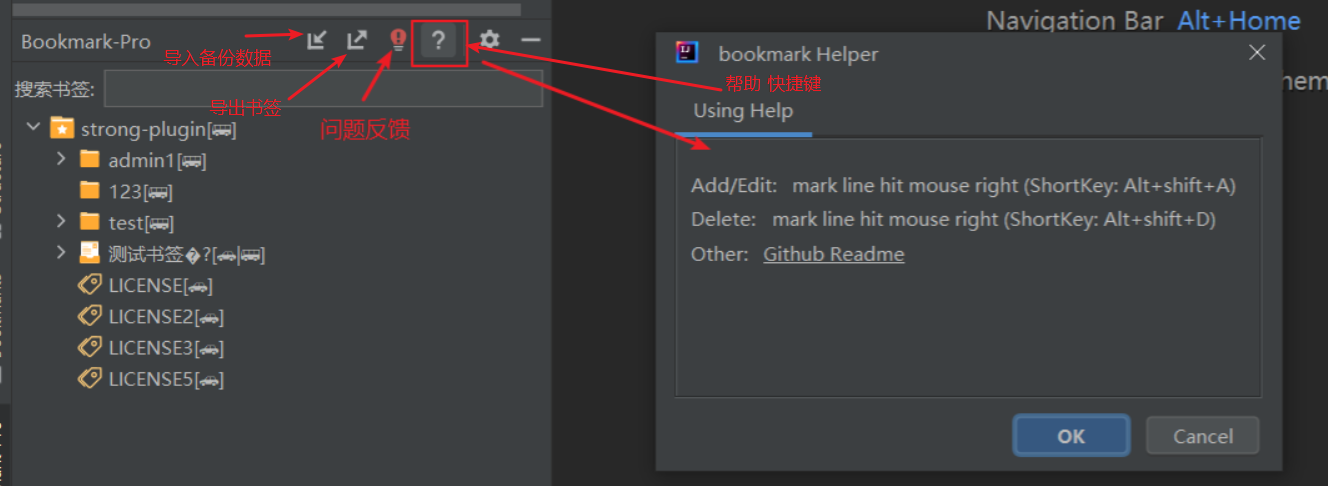 Navigation Bar Alt+Home
Bookmark-Pro
导入备份数据
导出书签
问题反馈
搜索书签:
strong-plugin[🚌]
admin1[🚌]
123[🚌]
test[🚌]
测试书签�?[🚗|🚌]
LICENSE[🚗]
LICENSE2[🚗]
LICENSE3[🚗]
LICENSE5[🚗]
bookmark Helper
帮助 快捷键
Using Help
Add/Edit: mark line hit mouse right (ShortKey: Alt+shift+A)
Delete: mark line hit mouse right (ShortKey: Alt+shift+D)
Other: Github Readme
OK
Cancel